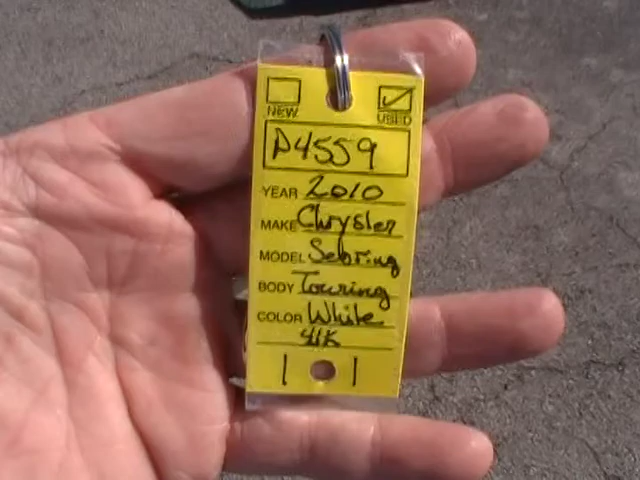 NEW USED
P4559
YEAR 2010
MAKE Chrysler
MODEL Sebring
BODY Touring
COLOR White
41K